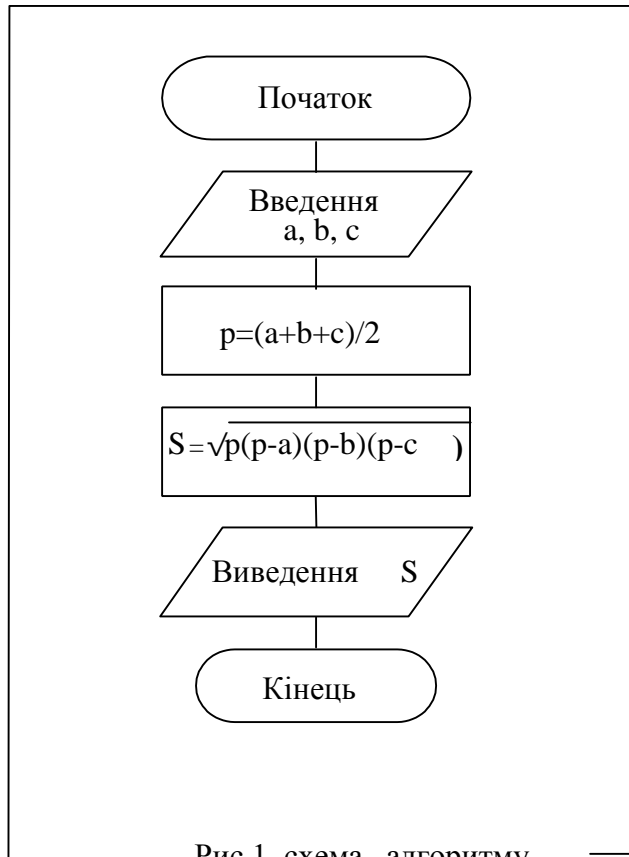 Початок
Введення
a, b, c
p=(a+b+c)/2
S=√p(p-a)(p-b)(p-c )
Виведення S
Кінець
Рис.1 схема алгоритму